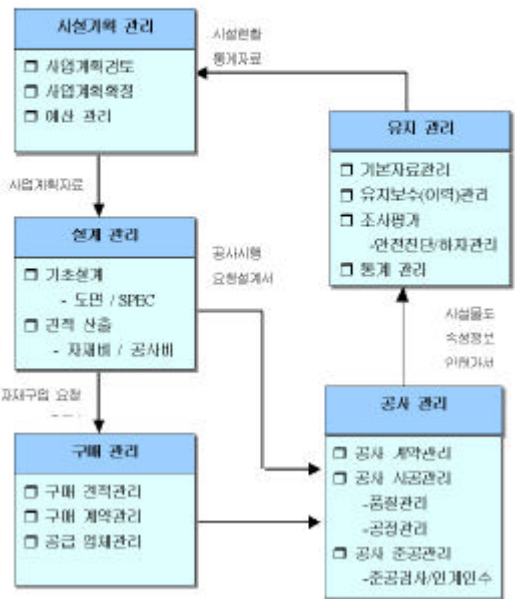 시설계획 관리
□ 사업계획검토
□ 사업계획확정
□ 예산 관리
시설현황
통계자료
유지 관리
□ 기본자료관리
□ 유지보수(이력)관리
□ 조사평가
-안전진단/하자관리
□ 통계 관리
사업계획자료
설계 관리
□ 기초설계
- 도면 / SPEC
□ 견적 산출
- 자재비 / 공사비
공사시행
요청설계서
시설물도
속성정보
인허가서
자재구입 요청
구매 관리
□ 구매 견적관리
□ 구매 계약관리
□ 공급 업체관리
공사 관리
□ 공사 계약관리
□ 공사 시공관리
-품질관리
-공정관리
□ 공사 준공관리
-준공검사/인계인수